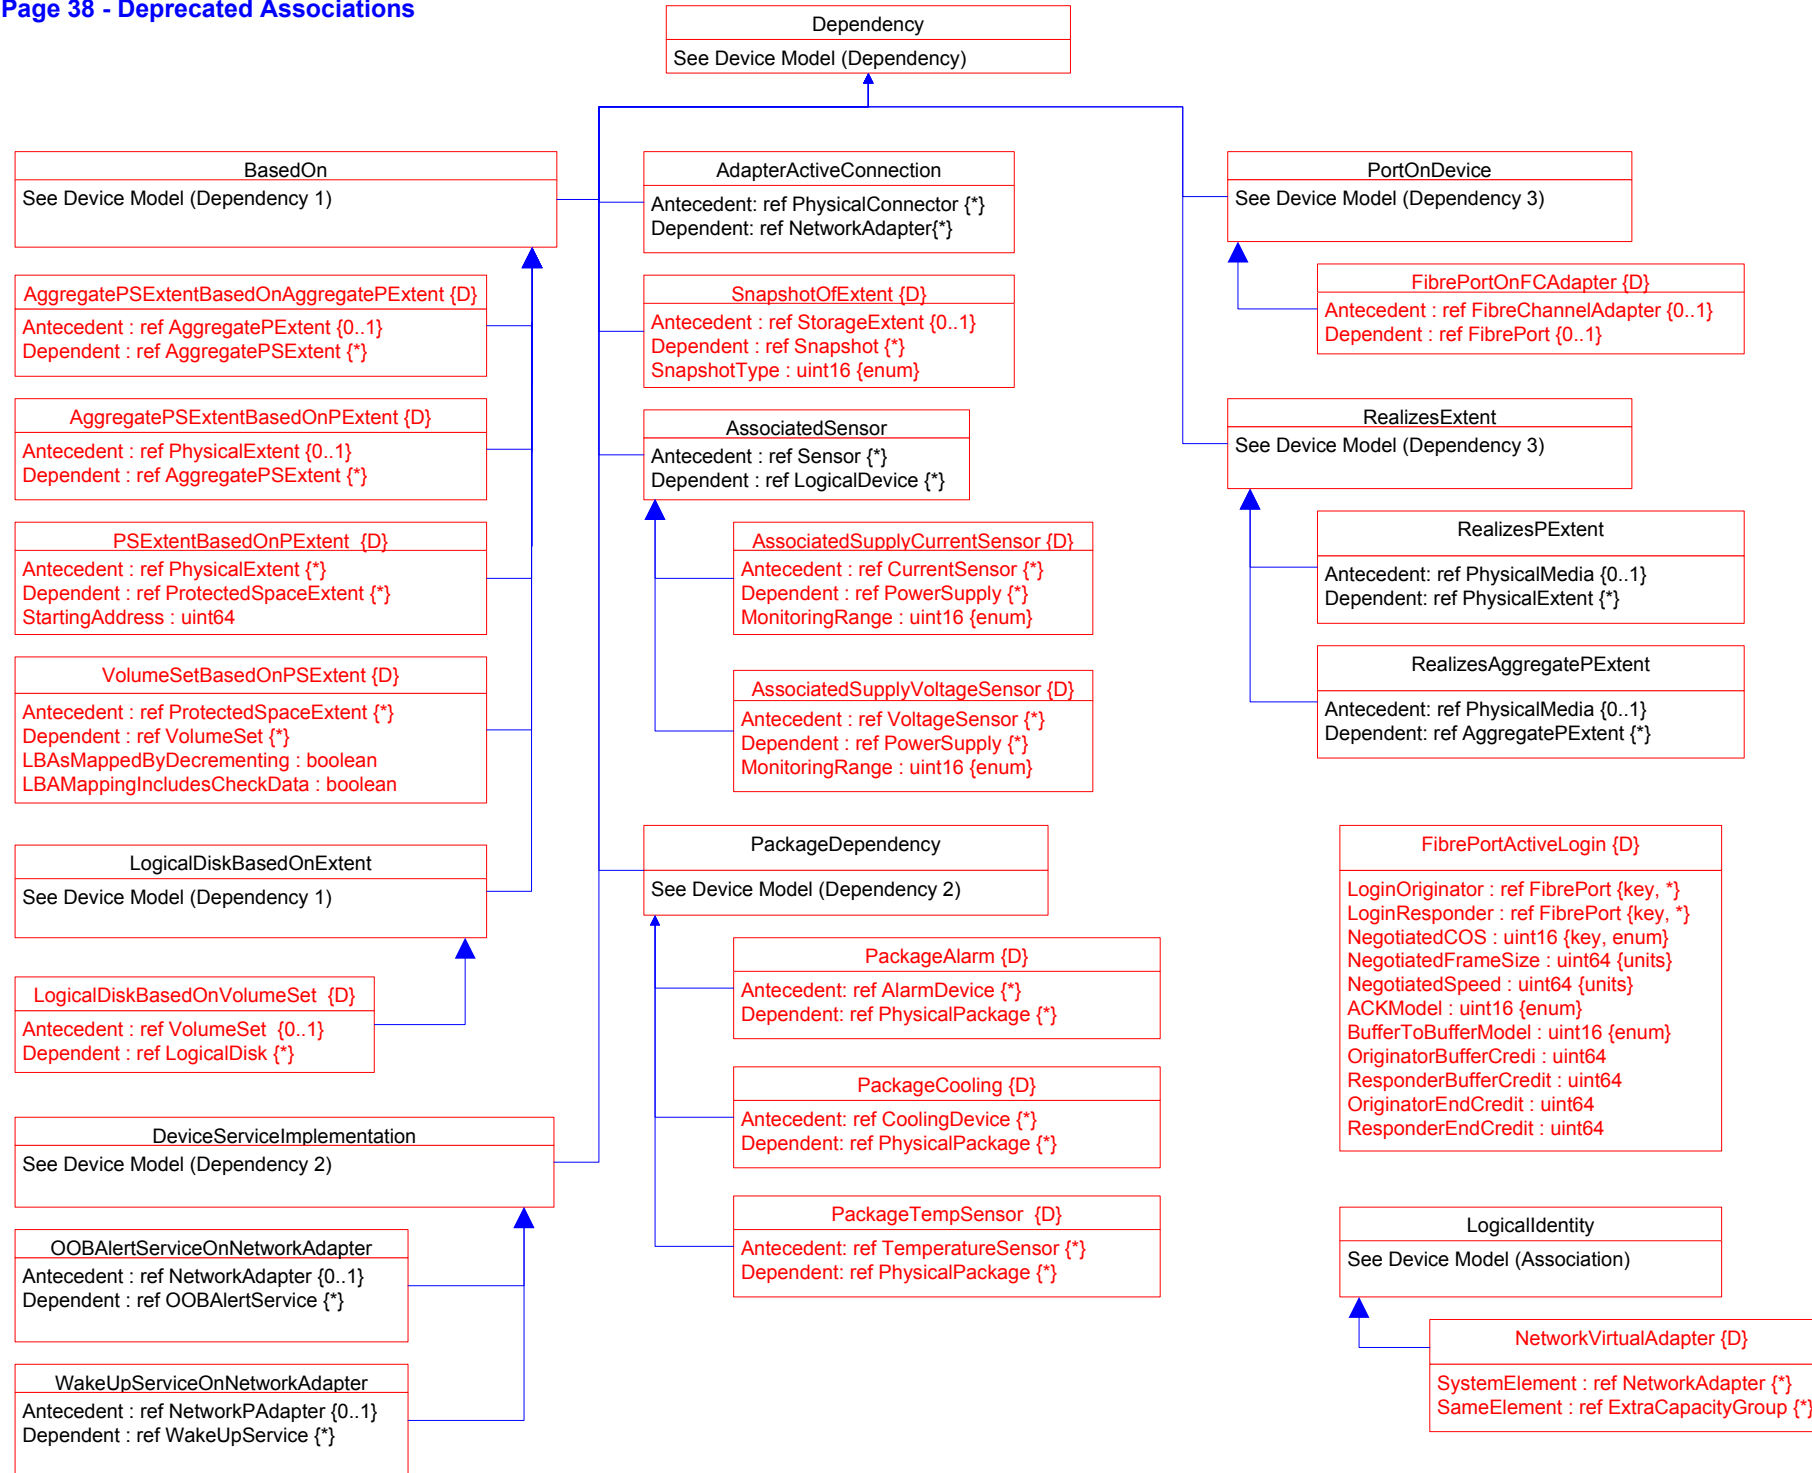 Page 38 - Deprecated Associations
Dependency
See Device Model (Dependency)
BasedOn
See Device Model (Dependency 1)
AggregatePSExtentBasedOnAggregatePExtent {D}
Antecedent : ref AggregatePExtent {0..1}
Dependent : ref AggregatePSExtent {*}
AggregatePSExtentBasedOnPExtent {D}
Antecedent : ref PhysicalExtent {0..1}
Dependent : ref AggregatePSExtent {*}
PSExtentBasedOnPExtent {D}
Antecedent : ref PhysicalExtent {*}
Dependent : ref ProtectedSpaceExtent {*}
StartingAddress : uint64
VolumeSetBasedOnPSExtent {D}
Antecedent : ref ProtectedSpaceExtent {*}
Dependent : ref VolumeSet {*}
LBAsMappedByDecrementing : boolean
LBAMappingIncludesCheckData : boolean
LogicalDiskBasedOnExtent
See Device Model (Dependency 1)
LogicalDiskBasedOnVolumeSet {D}
Antecedent : ref VolumeSet {0..1}
Dependent : ref LogicalDisk {*}
DeviceServiceImplementation
See Device Model (Dependency 2)
OOBAlertServiceOnNetworkAdapter
Antecedent : ref NetworkAdapter {0..1}
Dependent : ref OOBAlertService {*}
WakeUpServiceOnNetworkAdapter
Antecedent : ref NetworkPAdapter {0..1}
Dependent : ref WakeUpService {*}
AdapterActiveConnection
Antecedent: ref PhysicalConnector {*}
Dependent: ref NetworkAdapter{*}
SnapshotOfExtent {D}
Antecedent : ref StorageExtent {0..1}
Dependent : ref Snapshot {*}
SnapshotType : uint16 {enum}
AssociatedSensor
Antecedent : ref Sensor {*}
Dependent : ref LogicalDevice {*}
AssociatedSupplyCurrentSensor {D}
Antecedent : ref CurrentSensor {*}
Dependent : ref PowerSupply {*}
MonitoringRange : uint16 {enum}
AssociatedSupplyVoltageSensor {D}
Antecedent : ref VoltageSensor {*}
Dependent : ref PowerSupply {*}
MonitoringRange : uint16 {enum}
PackageDependency
See Device Model (Dependency 2)
PackageAlarm {D}
Antecedent: ref AlarmDevice {*}
Dependent: ref PhysicalPackage {*}
PackageCooling {D}
Antecedent: ref CoolingDevice {*}
Dependent: ref PhysicalPackage {*}
PackageTempSensor {D}
Antecedent: ref TemperatureSensor {*}
Dependent: ref PhysicalPackage {*}
PortOnDevice
See Device Model (Dependency 3)
FibrePortOnFCAdapter {D}
Antecedent : ref FibreChannelAdapter {0..1}
Dependent : ref FibrePort {0..1}
RealizesExtent
See Device Model (Dependency 3)
RealizesPExtent
Antecedent: ref PhysicalMedia {0..1}
Dependent: ref PhysicalExtent {*}
RealizesAggregatePExtent
Antecedent: ref PhysicalMedia {0..1}
Dependent: ref AggregatePExtent {*}
FibrePortActiveLogin {D}
LoginOriginator : ref FibrePort {key, *}
LoginResponder : ref FibrePort {key, *}
NegotiatedCOS : uint16 {key, enum}
NegotiatedFrameSize : uint64 {units}
NegotiatedSpeed : uint64 {units}
ACKModel : uint16 {enum}
BufferToBufferModel : uint16 {enum}
OriginatorBufferCredi : uint64
ResponderBufferCredit : uint64
OriginatorEndCredit : uint64
ResponderEndCredit : uint64
LogicalIdentity
See Device Model (Association)
NetworkVirtualAdapter {D}
SystemElement : ref NetworkAdapter {*}
SameElement : ref ExtraCapacityGroup {*}